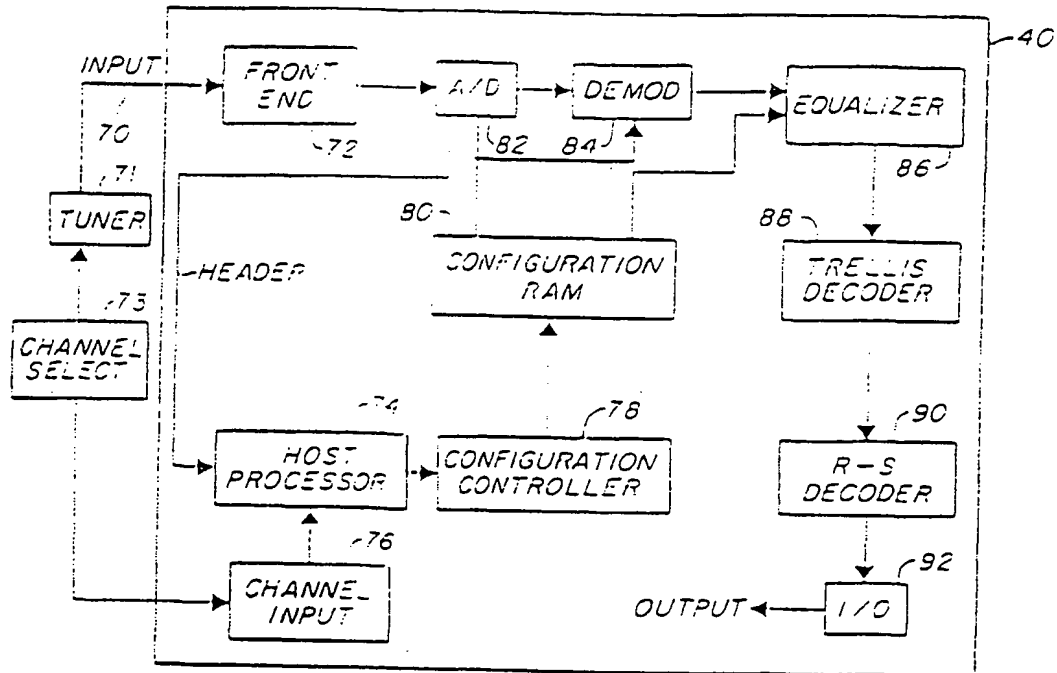 40
INPUT
FRONT
END
A/D
DEMOD
EQUALIZER
70
72
82
84
86
71
TUNER
80
88
HEADER
CONFIGURATION
RAM
TRELLIS
DECODER
73
CHANNEL
SELECT
74
78
90
HOST
PROCESSOR
CONFIGURATION
CONTROLLER
R-S
DECODER
76
92
CHANNEL
INPUT
OUTPUT
I/O